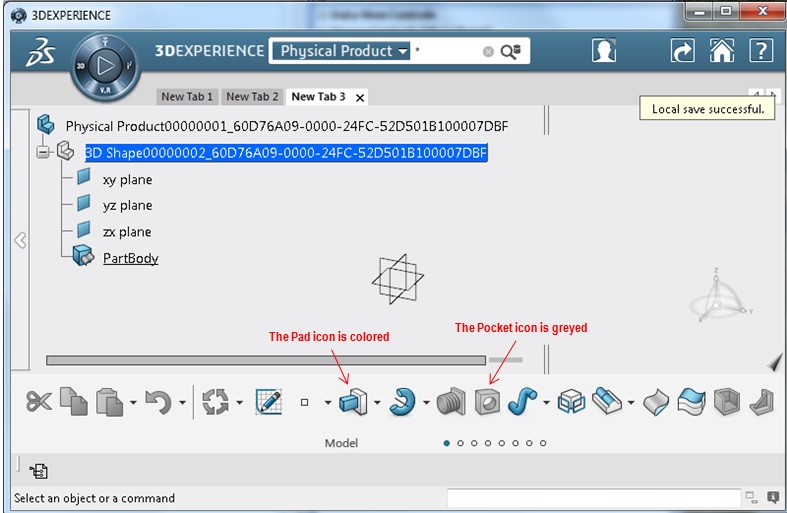 3DEXPERIENCE
3DEXPERIENCE Physical Product *
3D V.R
New Tab 1 New Tab 2 New Tab 3
Local save successful.
Physical Product00000001_60D76A09-0000-24FC-52D501B100007DBF
3D Shape00000002_60D76A09-0000-24FC-52D501B100007DBF
xy plane
yz plane
zx plane
PartBody
The Pad icon is colored
The Pocket icon is greyed
Model
Select an object or a command